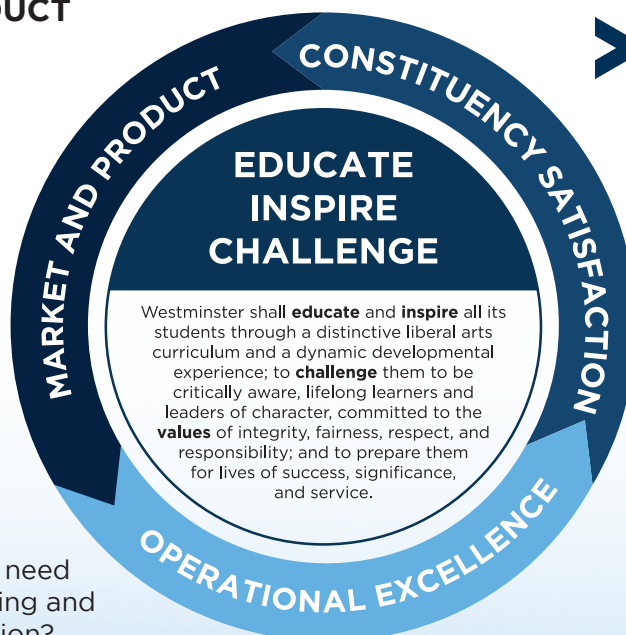 DUCT
MARKET AND PRODUCT
CONSTITUENCY SATISFACTION
EDUCATE
INSPIRE
CHALLENGE
Westminster shall educate and inspire all its
students through a distinctive liberal arts
curriculum and a dynamic developmental
experience; to challenge them to be
critically aware, lifelong learners and
leaders of character, committed to the
values of integrity, fairness, respect, and
responsibility; and to prepare them
for lives of success, significance,
and service.
OPERATIONAL EXCELLENCE
need
ing and
ion?